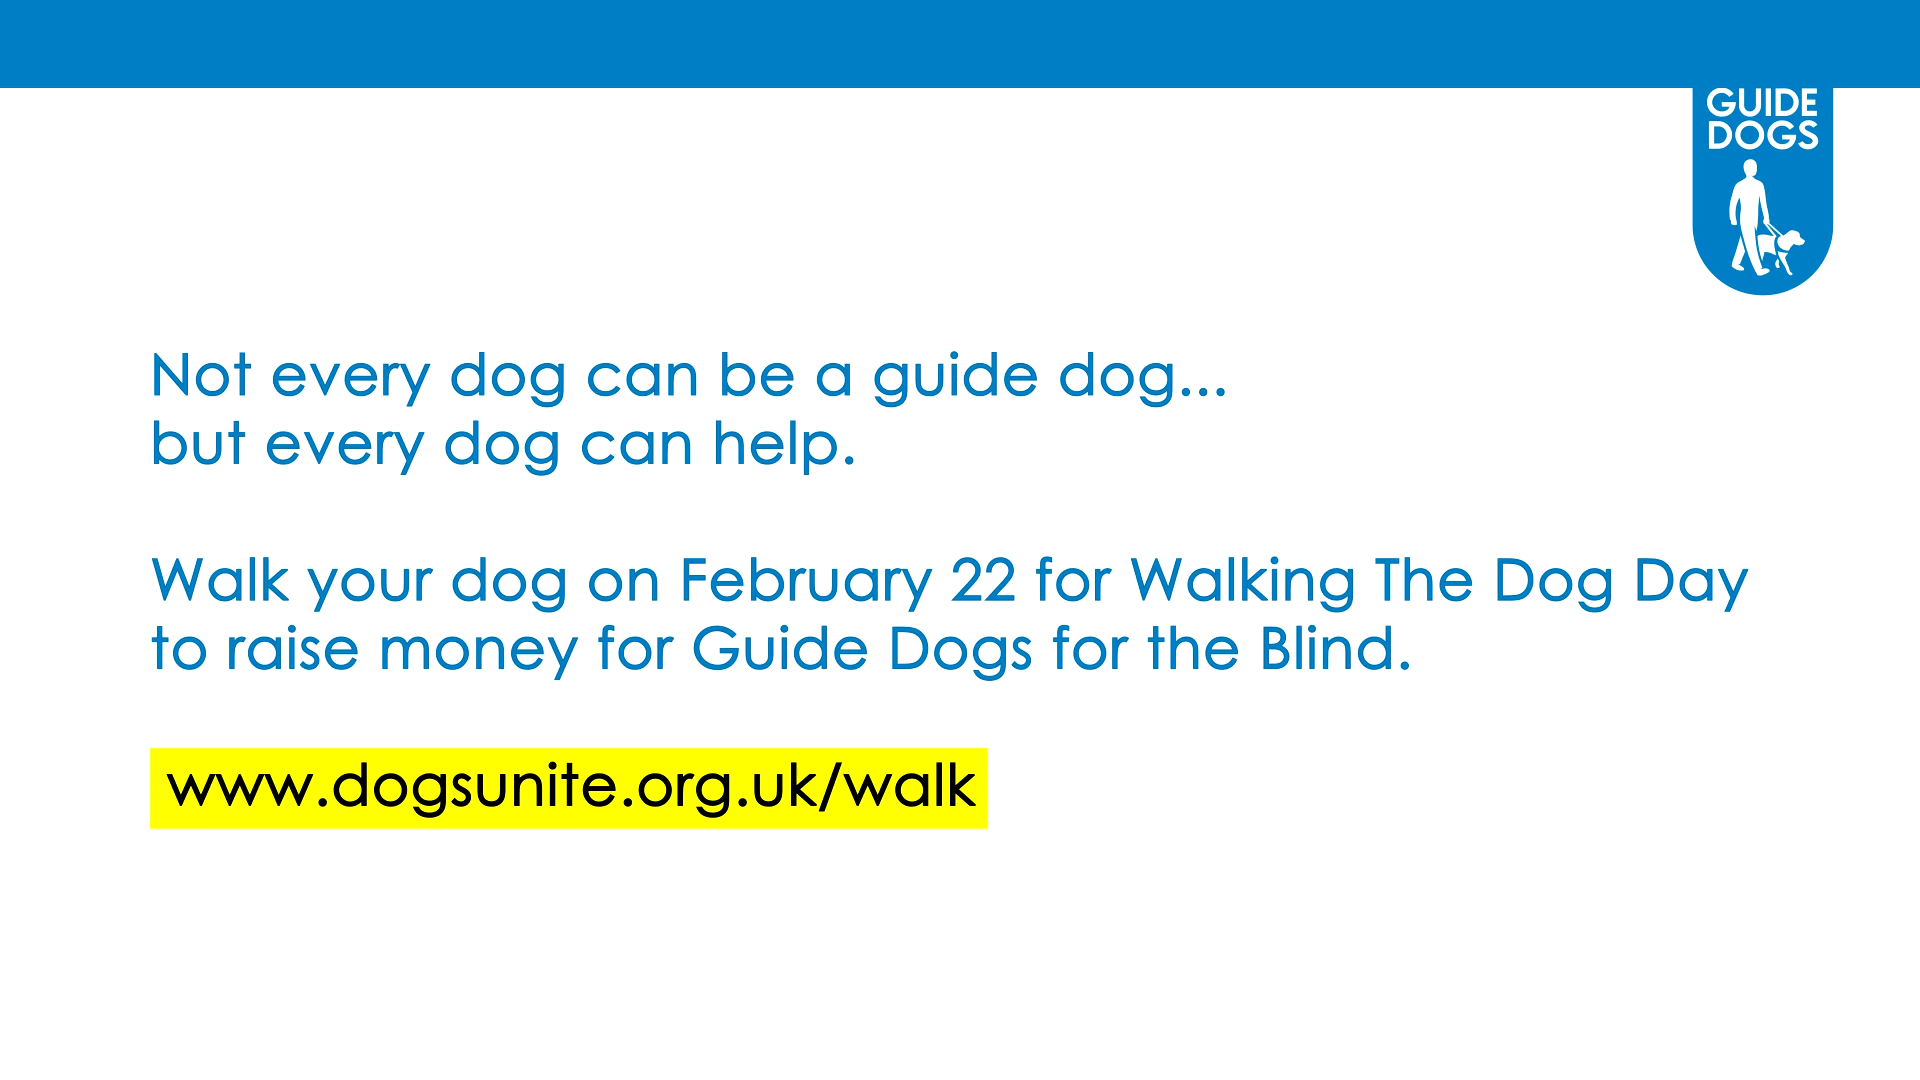 GUIDE
DOGS
Not every dog can be a guide dog...
but every dog can help.
Walk your dog on February 22 for Walking The Dog Day
to raise money for Guide Dogs for the Blind.
www.dogsunite.org.uk/walk